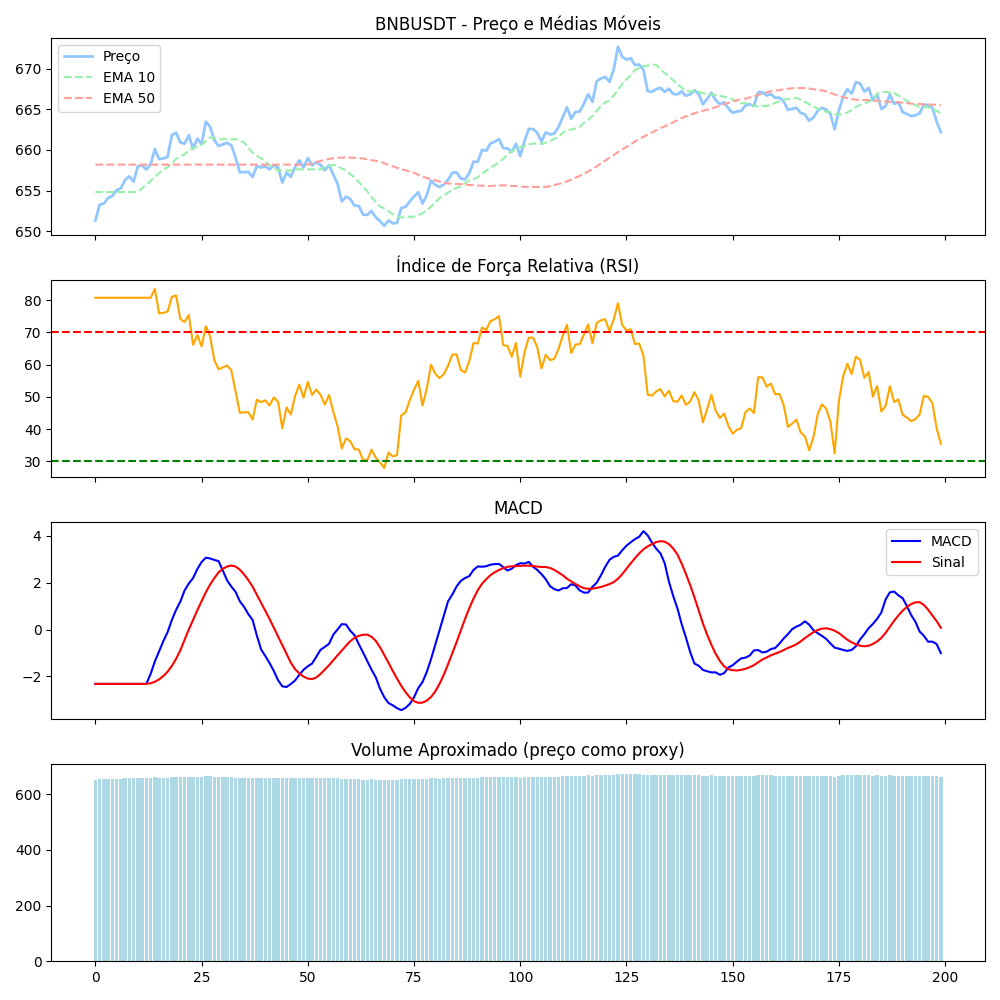 BNBUSDT - Preço e Médias Móveis
Preço
EMA 10
EMA 50
670
665
660
655
650
Índice de Força Relativa (RSI)
80
70
60
50
40
30
MACD
MACD
Sinal
4
2
0
−2
Volume Aproximado (preço como proxy)
600
400
200
0
0 25 50 75 100 125 150 175 200